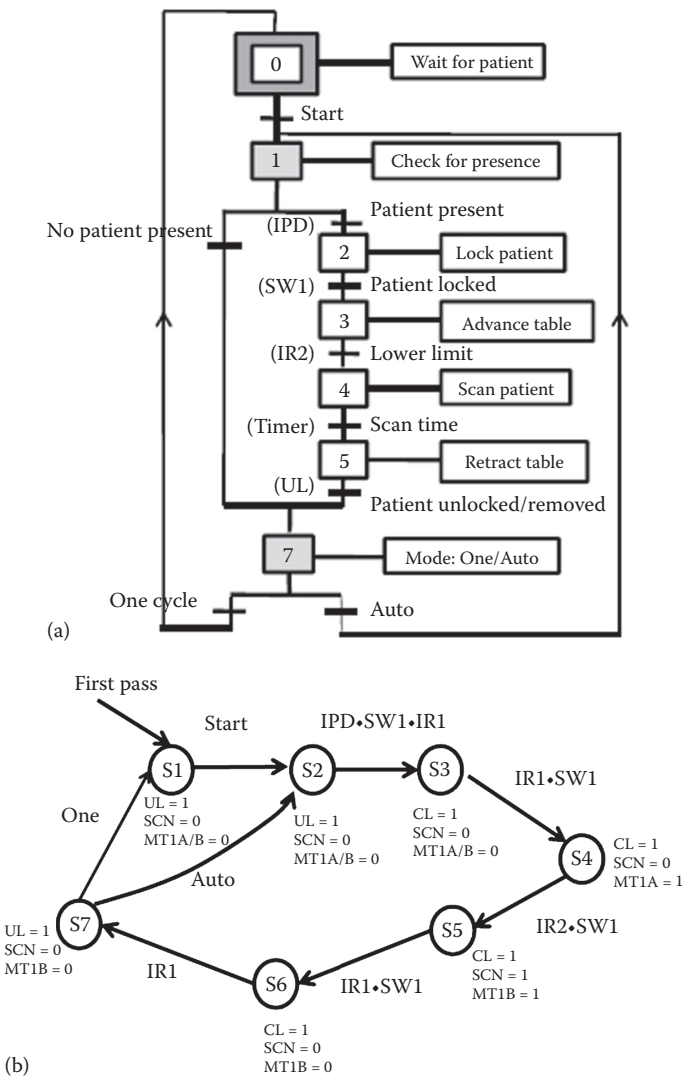 0
Wait for patient
Start
1
Check for presence
No patient present
(IPD)
Patient present
2
Lock patient
(SW1)
Patient locked
3
Advance table
(IR2)
Lower limit
4
Scan patient
(Timer)
Scan time
5
Retract table
(UL)
Patient unlocked/removed
7
Mode: One/Auto
One cycle
Auto
(a)
First pass
Start
IPD•SW1•IR1
S1
S2
S3
IR1•SW1
UL = 1
SCN = 0
MT1A/B = 0
UL = 1
SCN = 0
MT1A/B = 0
CL = 1
SCN = 0
MT1A/B = 0
S4
CL = 1
SCN = 0
MT1A = 1
One
Auto
S7
UL = 1
SCN = 0
MT1B = 0
IR2•SW1
S5
CL = 1
SCN = 1
MT1B = 1
IR1
S6
IR1•SW1
CL = 1
SCN = 0
MT1B = 0
(b)